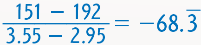 151 − 192
3.55 − 2.95
= −68.3̅